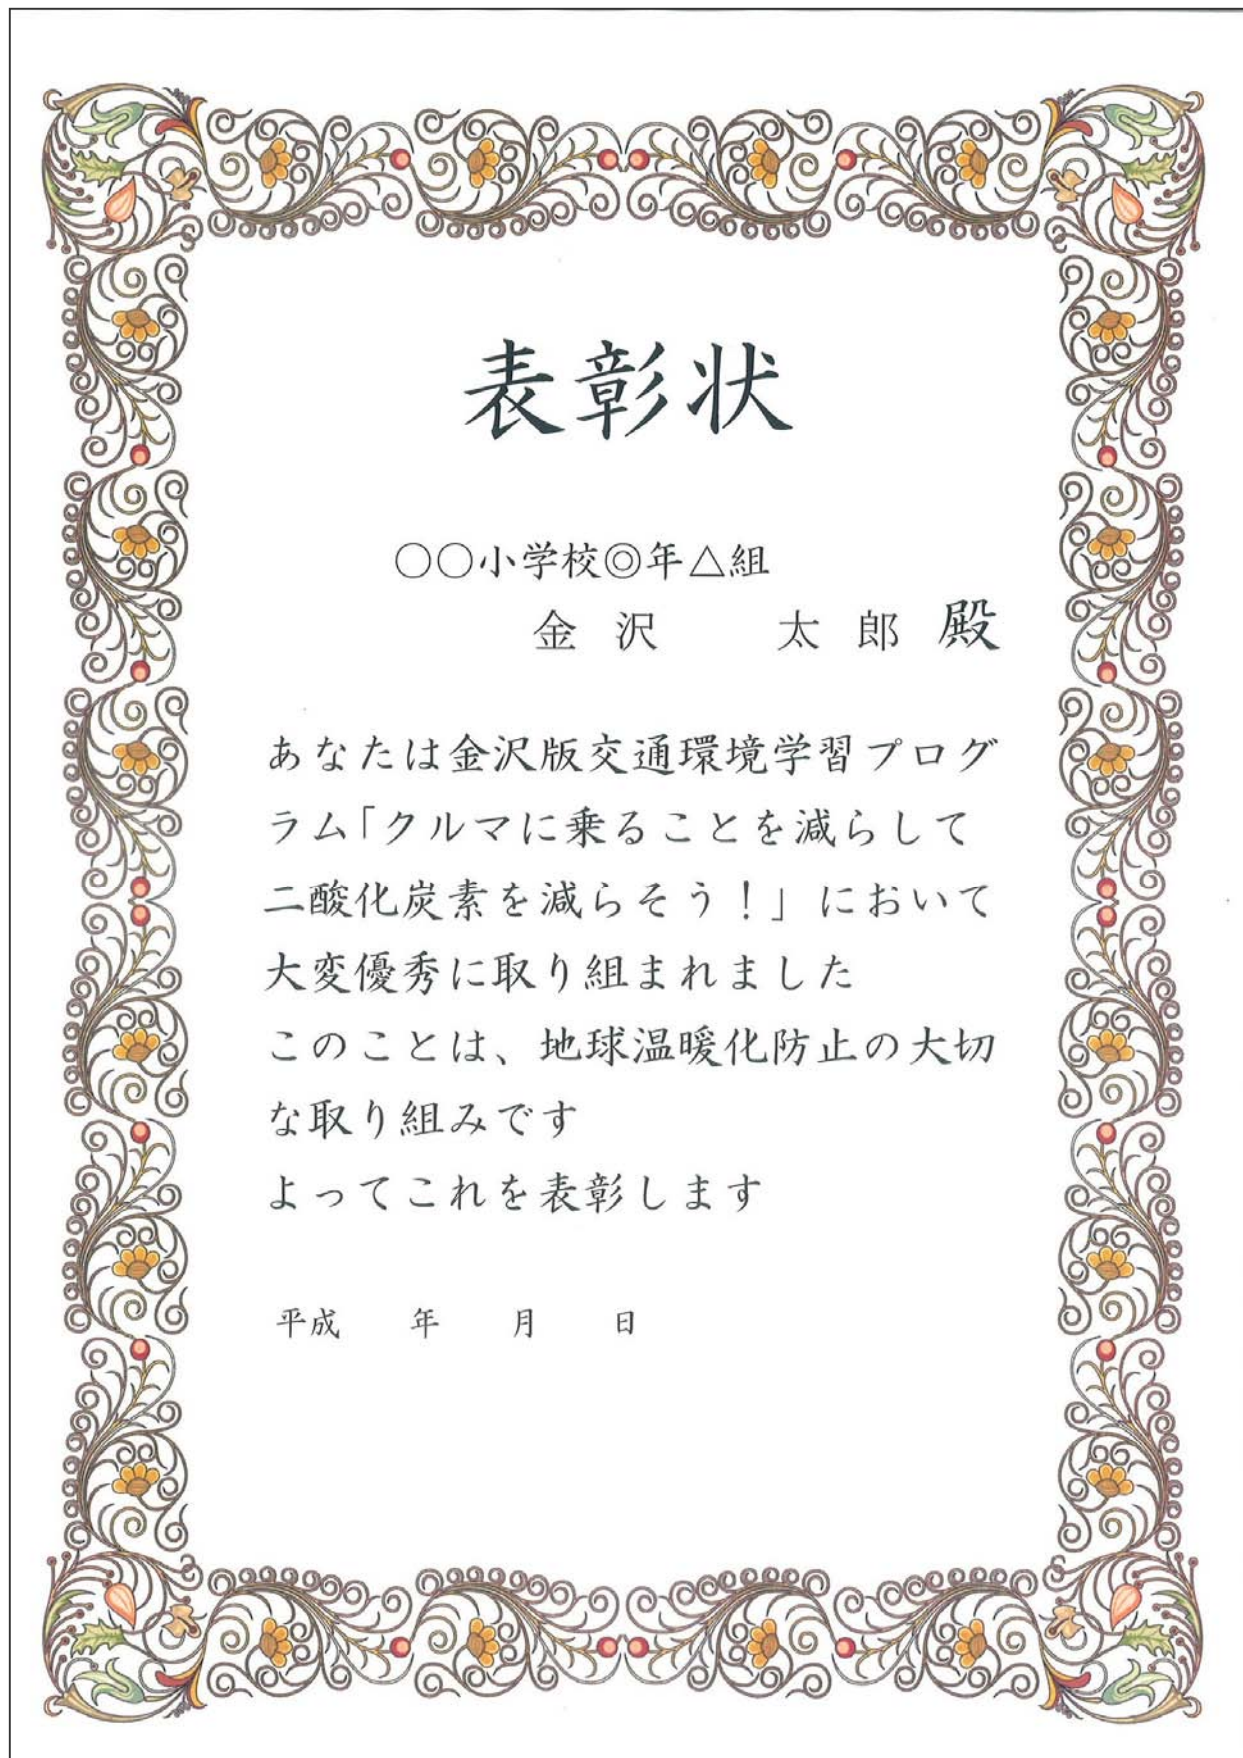 表彰状
○○小学校◎年△組
金沢　太郎 殿
あなたは金沢版交通環境学習プログ
ラム「クルマに乗ることを減らして
二酸化炭素を減らそう！」において
大変優秀に取り組まれました
このことは、地球温暖化防止の大切
な取り組みです
よってこれを表彰します
平成　年　月　日